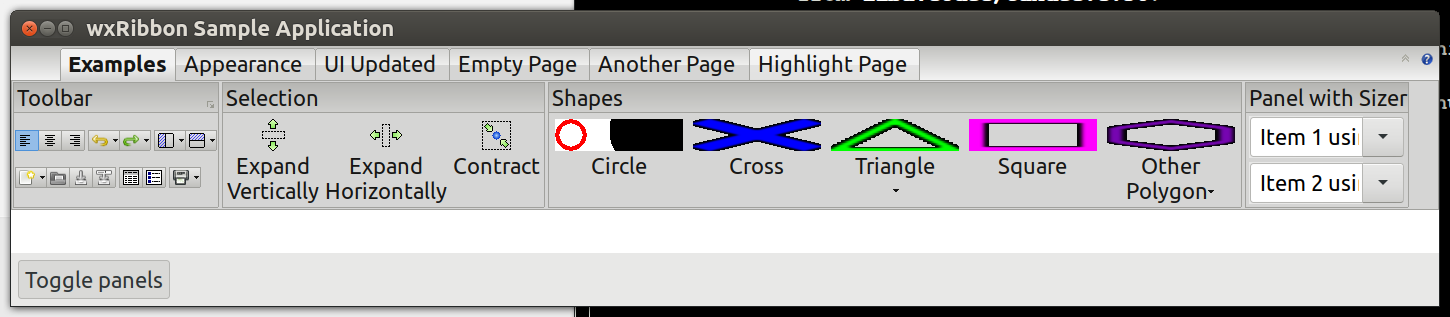 wxRibbon Sample Application
Examples Appearance UI Updated Empty Page Another Page Highlight Page
Toolbar
Selection
Expand
Vertically
Expand
Horizontally
Contract
Shapes
Circle
Cross
Triangle
Square
Other
Polygon
Panel with Sizer
Item 1 usi
Item 2 usi
Toggle panels